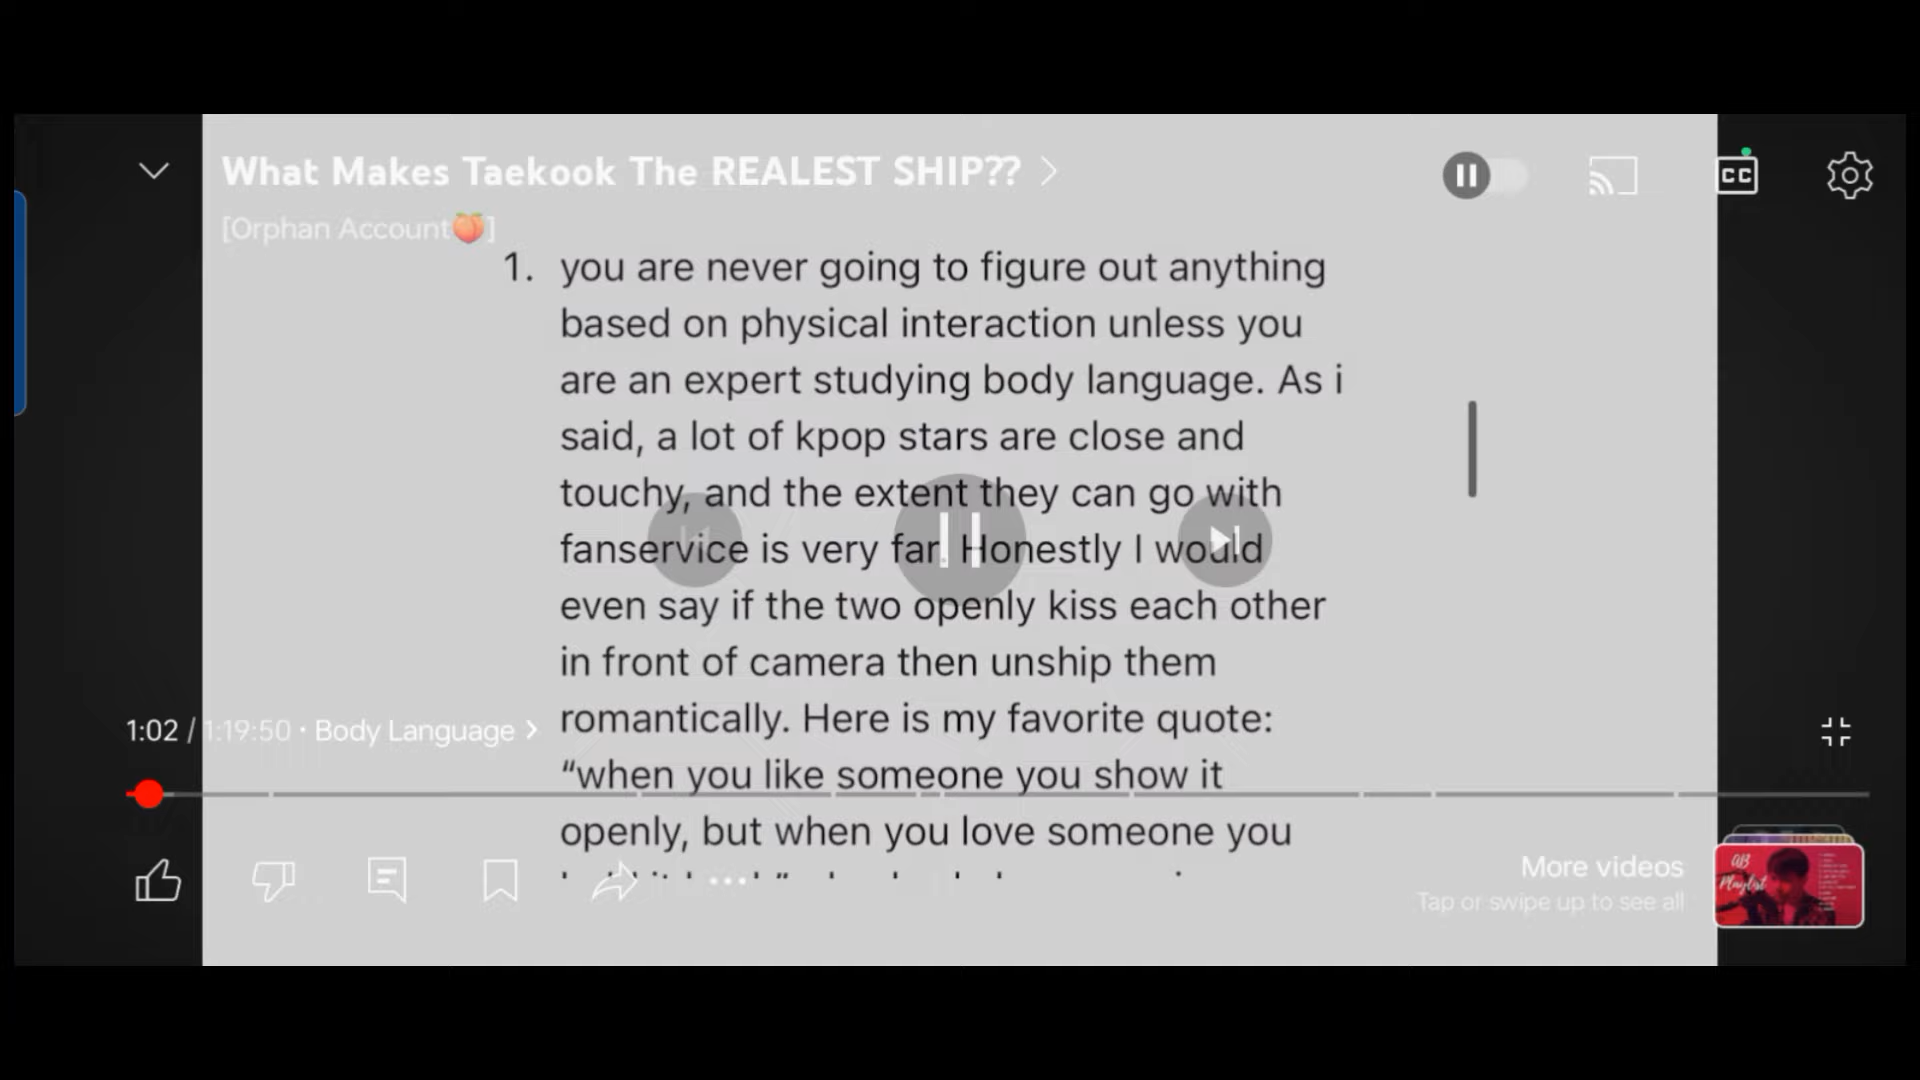 What Makes Taekook The REALEST SHIP??
CC
[Orphan Account🍑]
1. you are never going to figure out anything
based on physical interaction unless you
are an expert studying body language. As i
said, a lot of kpop stars are close and
touchy, and the extent they can go with
fanservice is very far. Honestly I would
even say if the two openly kiss each other
in front of camera then unship them
romantically. Here is my favorite quote:
“when you like someone you show it
openly, but when you love someone you
1:02 / 1:19:50 • Body Language
More videos
Tap or swipe up to see all
Playlist